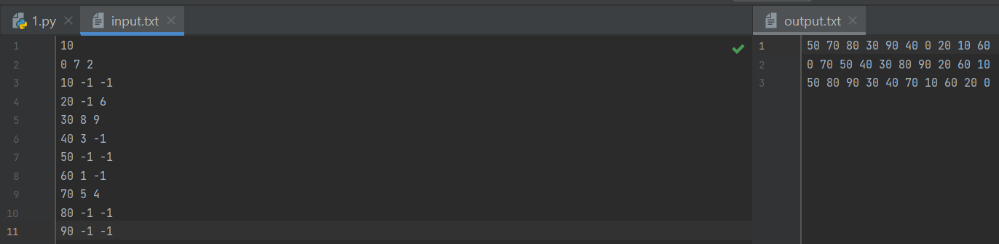 1.py
input.txt
output.txt
1 10
2 0 7 2
3 10 -1 -1
4 20 -1 6
5 30 8 9
6 40 3 -1
7 50 -1 -1
8 60 1 -1
9 70 5 4
10 80 -1 -1
11 90 -1 -1
1 50 70 80 30 90 40 0 20 10 60
2 0 70 50 40 30 80 90 20 60 10
3 50 80 90 30 40 70 10 60 20 0